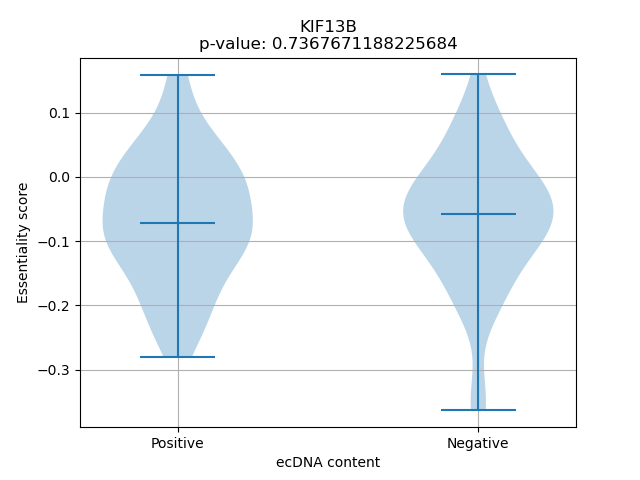 KIF13B
p-value: 0.7367671188225684
0.1
0.0
−0.1
−0.2
−0.3
Essentiality score
Positive
Negative
ecDNA content